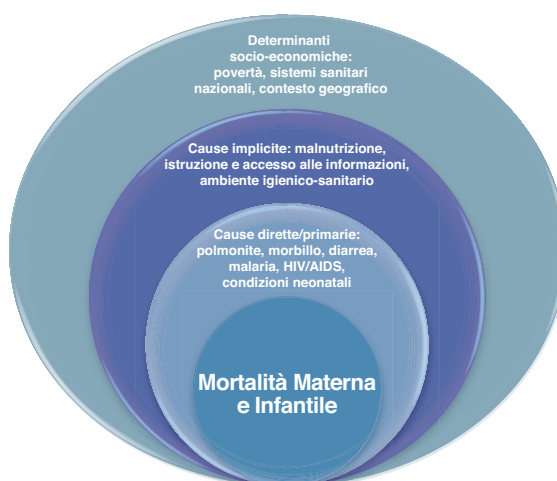 Determinanti
socio-economiche:
povertà, sistemi sanitari
nazionali, contesto geografico
Cause implicite: malnutrizione,
istruzione e accesso alle informazioni,
ambiente igienico-sanitario
Cause dirette/primarie:
polmonite, morbillo, diarrea,
malaria, HIV/AIDS,
condizioni neonatali
Mortalità Materna
e Infantile